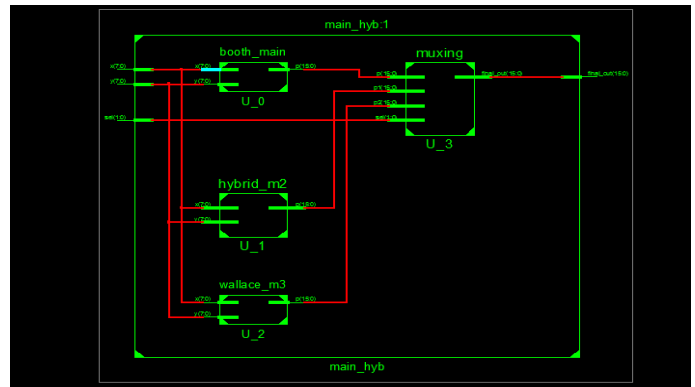 main_hyb:1
booth_main
muxing
x(7:0)
x(7:0)
p(15:0)
p(15:0)
final_out(15:0)
final_out(15:0)
y(7:0)
y(7:0)
p1(15:0)
U_0
p2(15:0)
sel(1:0)
sel(1:0)
U_3
hybrid_m2
x(7:0)
p(15:0)
y(7:0)
U_1
wallace_m3
x(7:0)
p(15:0)
y(7:0)
U_2
main_hyb